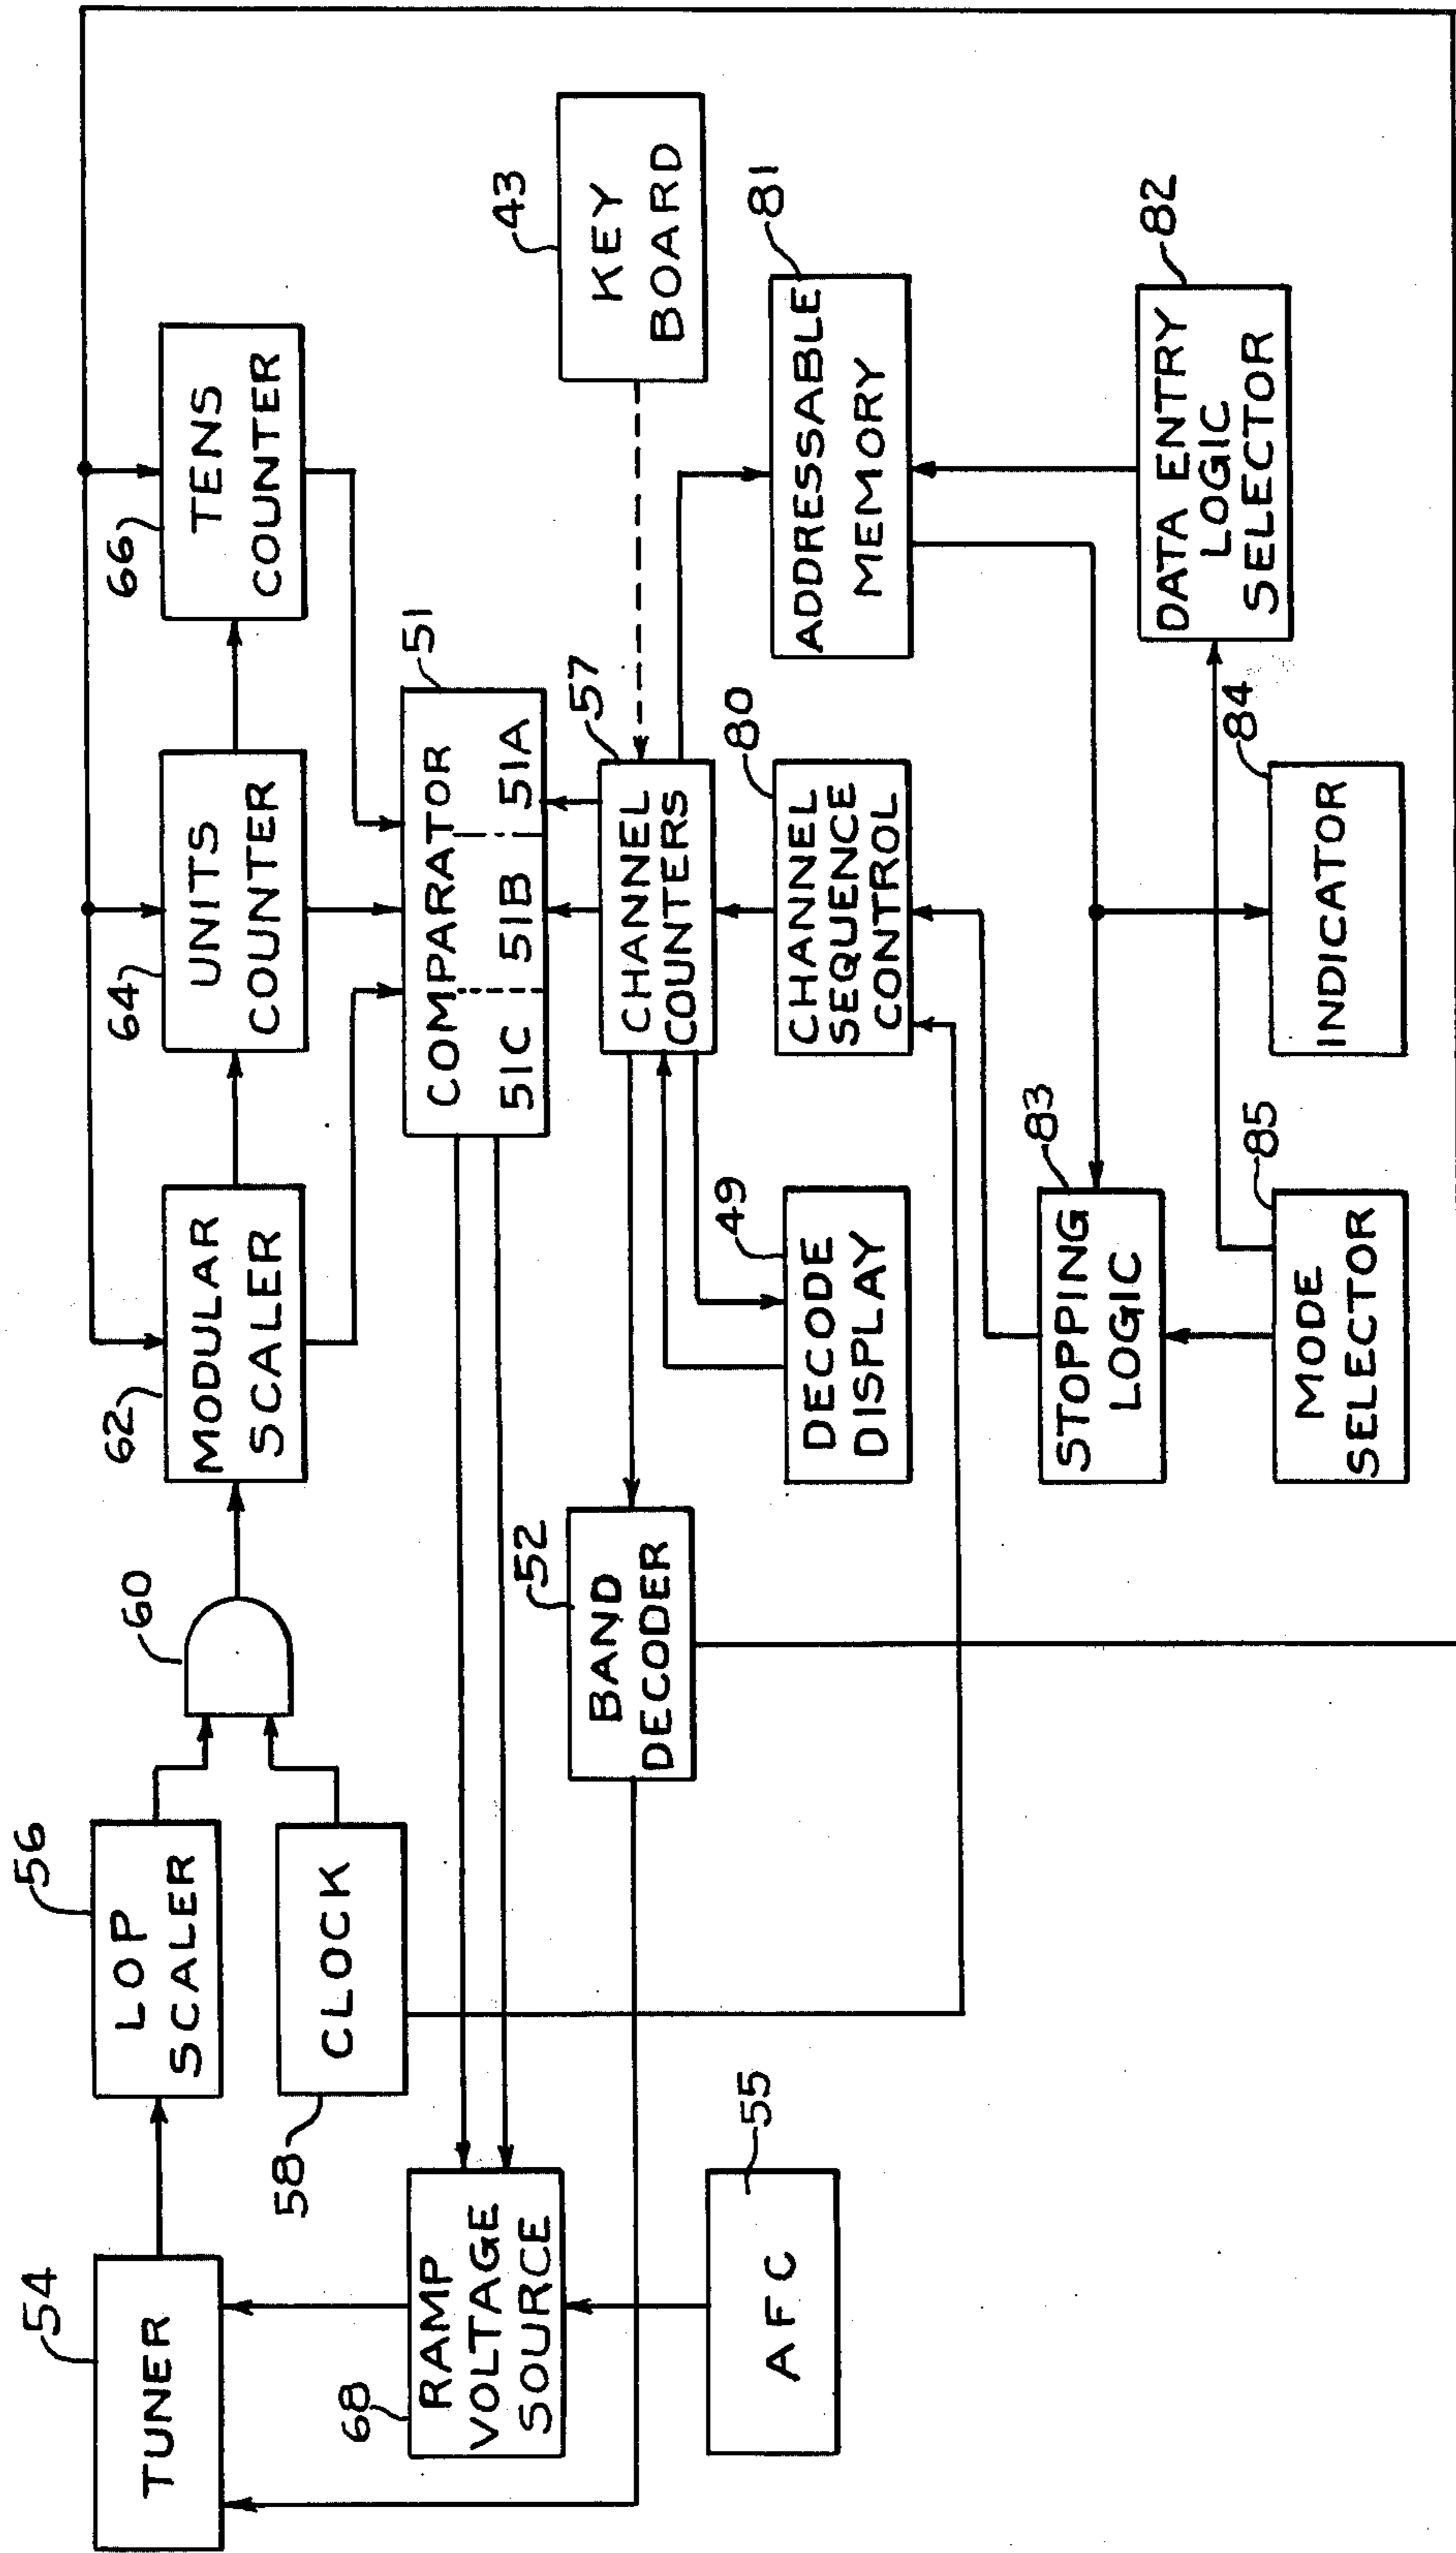 54
TUNER
56
LOP
SCALER
60
62
MODULAR
SCALER
64
UNITS
COUNTER
66
TENS
COUNTER
58
CLOCK
68
RAMP
VOLTAGE
SOURCE
51
COMPARATOR
51C 51B 51A
43
KEY
BOARD
55
AFC
52
BAND
DECODER
57
CHANNEL
COUNTERS
49
DECODE
DISPLAY
80
CHANNEL
SEQUENCE
CONTROL
81
ADDRESSABLE
MEMORY
83
STOPPING
LOGIC
82
DATA ENTRY
LOGIC
SELECTOR
85
MODE
SELECTOR
84
INDICATOR